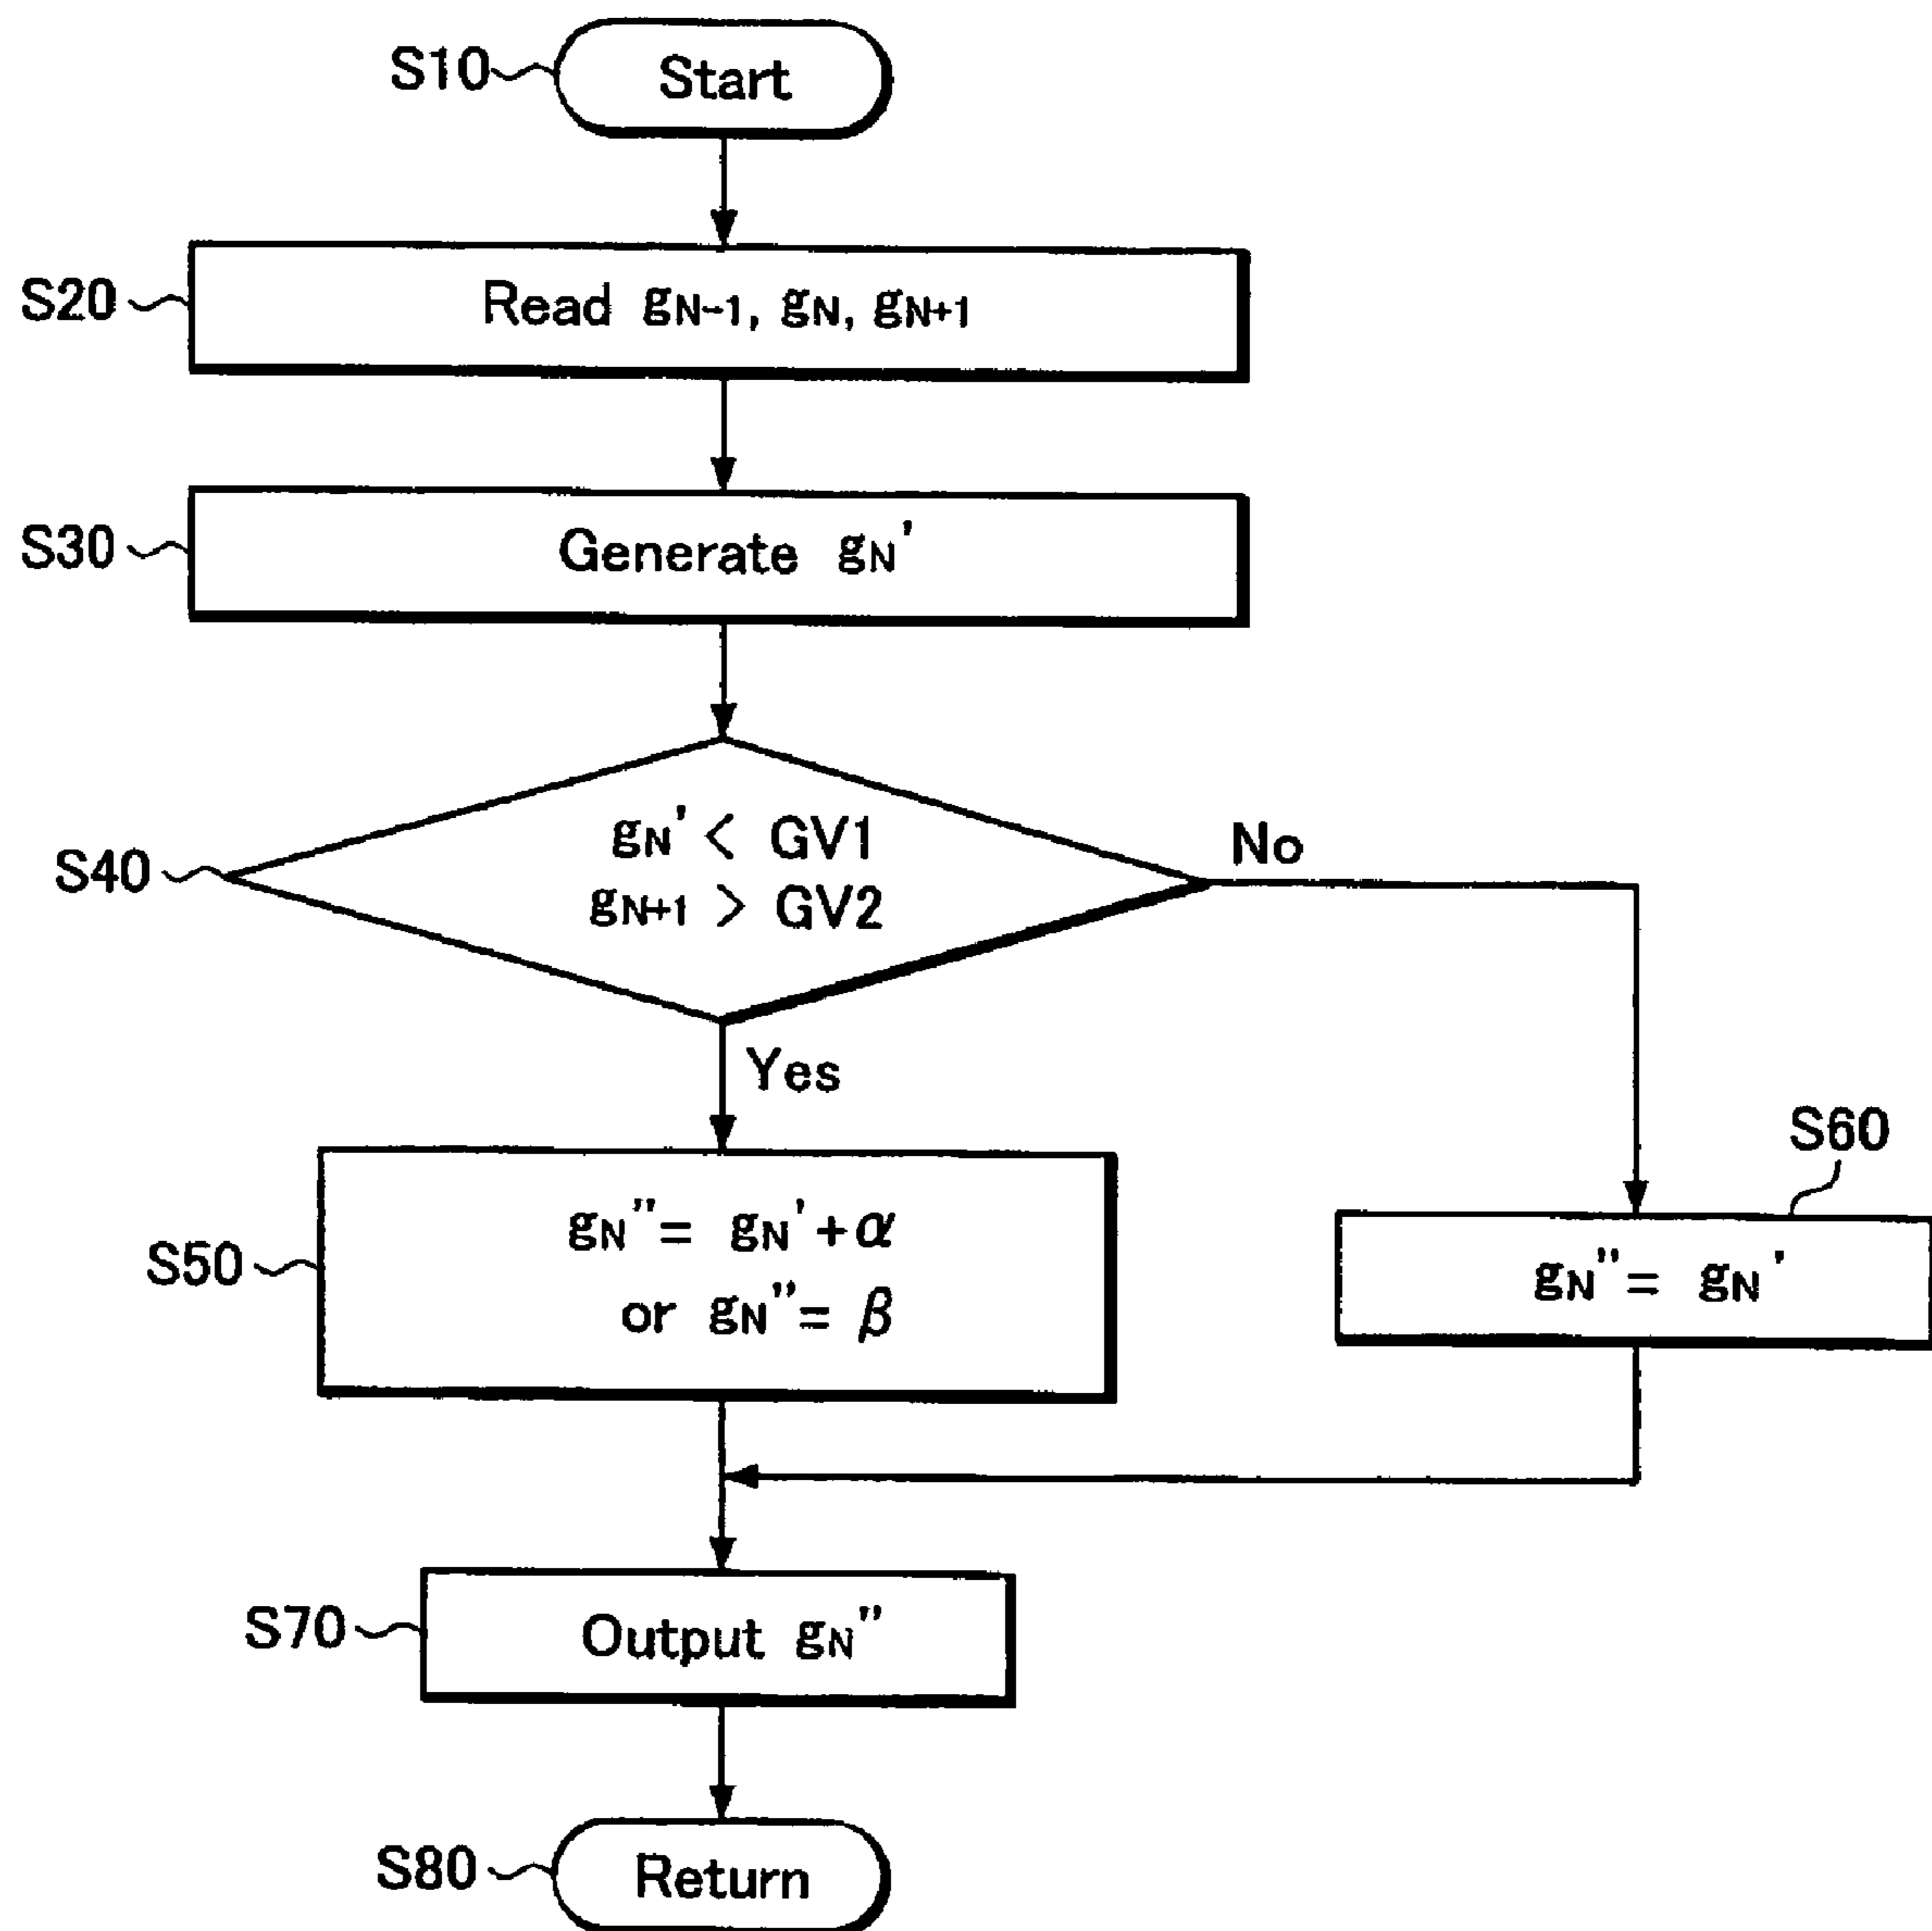 S10 Start
S20 Read gN-1, gN, gN+1
S30 Generate gN'
S40 gN' < GV1
gN+1 > GV2
No
Yes
S50 gN"= gN'+α
or gN"= β
S60
gN"= gN'
S70 Output gN"
S80 Return